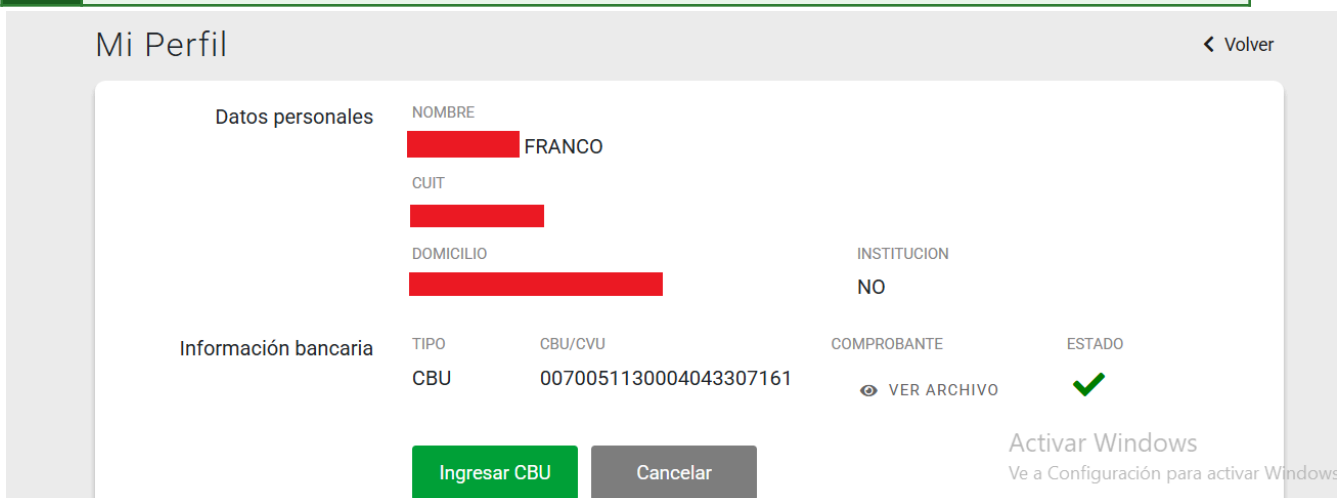 Mi Perfil
Volver
Datos personales
NOMBRE
FRANCO
CUIT
DOMICILIO
INSTITUCION
NO
Información bancaria
TIPO
CBU/CVU
COMPROBANTE
ESTADO
CBU
0070051130004043307161
VER ARCHIVO
Ingresar CBU
Cancelar
Activar Windows
Ve a Configuración para activar Windows